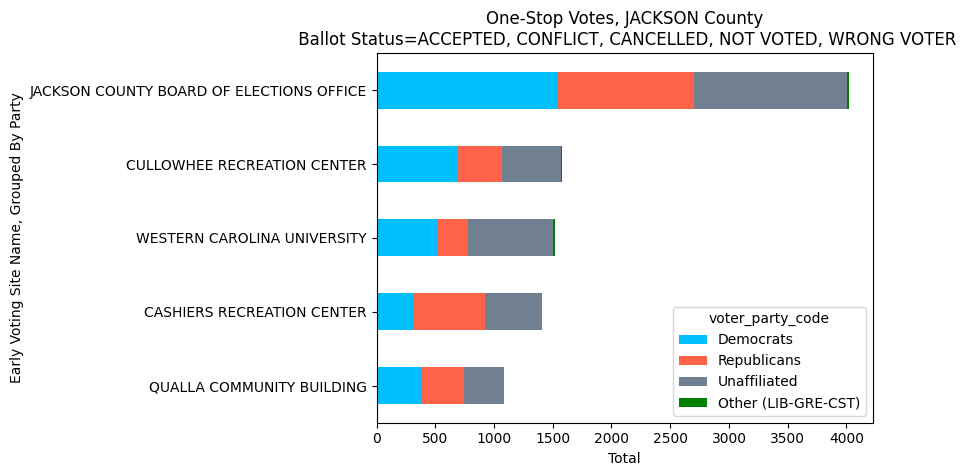 One-Stop Votes, JACKSON County
Ballot Status=ACCEPTED, CONFLICT, CANCELLED, NOT VOTED, WRONG VOTER
Early Voting Site Name, Grouped By Party
JACKSON COUNTY BOARD OF ELECTIONS OFFICE
CULLOWHEE RECREATION CENTER
WESTERN CAROLINA UNIVERSITY
CASHIERS RECREATION CENTER
QUALLA COMMUNITY BUILDING
voter_party_code
Democrats
Republicans
Unaffiliated
Other (LIB-GRE-CST)
0 500 1000 1500 2000 2500 3000 3500 4000
Total